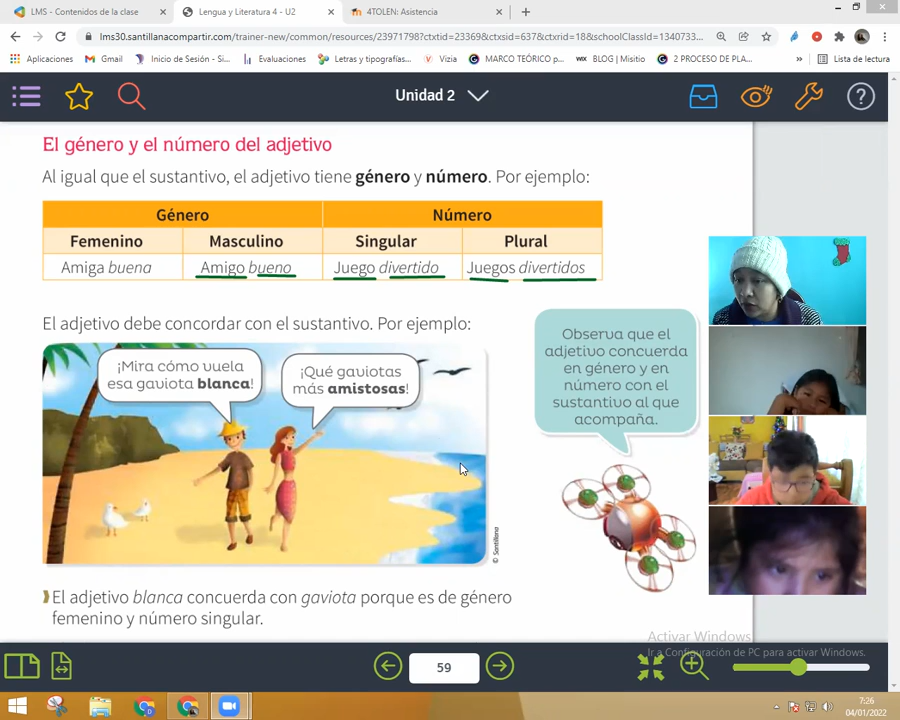 LMS - Contenidos de la clase
Lengua y Literatura 4 - U2
4TOLEN: Asistencia
lms30.santillanacompartir.com/trainer-new/common/resources/23971798?ctxtid=23369&ctxsid=637&ctxtrid=18&schoolClassId=1340733...
Aplicaciones
Gmail
Inicio de Sesión - Si...
Evaluaciones
Letras y tipografías...
Vizia
MARCO TEÓRICO p...
BLOG | Misitio
2 PROCESO DE PLA...
»
Lista de lectura
Unidad 2
El género y el número del adjetivo
Al igual que el sustantivo, el adjetivo tiene género y número. Por ejemplo:
Género Número
Femenino Masculino Singular Plural
Amiga buena Amigo bueno Juego divertido Juegos divertidos
El adjetivo debe concordar con el sustantivo. Por ejemplo:
¡Mira cómo vuela
esa gaviota blanca!
¡Qué gaviotas
más amistosas!
Observa que el
adjetivo concuerda
en género y en
número con el
sustantivo al que
acompaña.
© Santillana
El adjetivo blanca concuerda con gaviota porque es de género
femenino y número singular.
Activar Windows
Ir a Configuración de PC para activar Windows.
59
7:26
04/01/2022